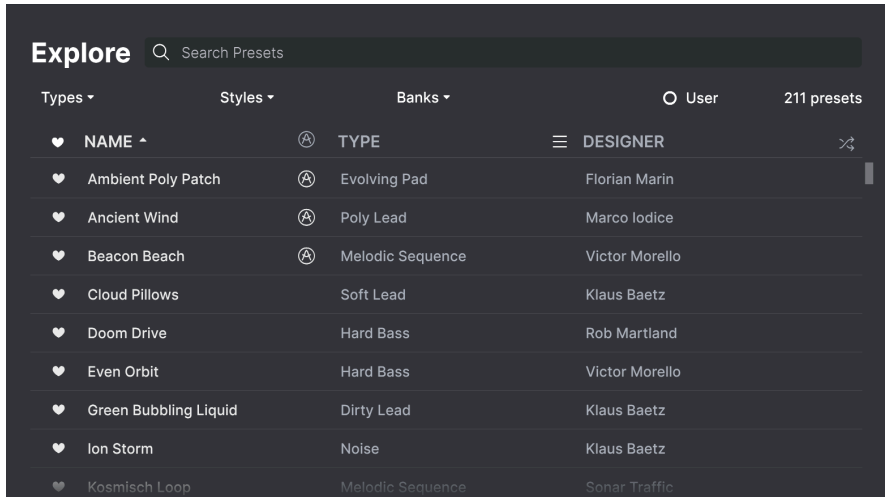 Explore Search Presets
Types Styles Banks User 211 presets
NAME TYPE DESIGNER
Ambient Poly Patch Evolving Pad Florian Marin
Ancient Wind Poly Lead Marco Iodice
Beacon Beach Melodic Sequence Victor Morello
Cloud Pillows Soft Lead Klaus Baetz
Doom Drive Hard Bass Rob Martland
Even Orbit Hard Bass Victor Morello
Green Bubbling Liquid Dirty Lead Klaus Baetz
Ion Storm Noise Klaus Baetz
Kosmisch Loop Melodic Sequence Sonar Traffic